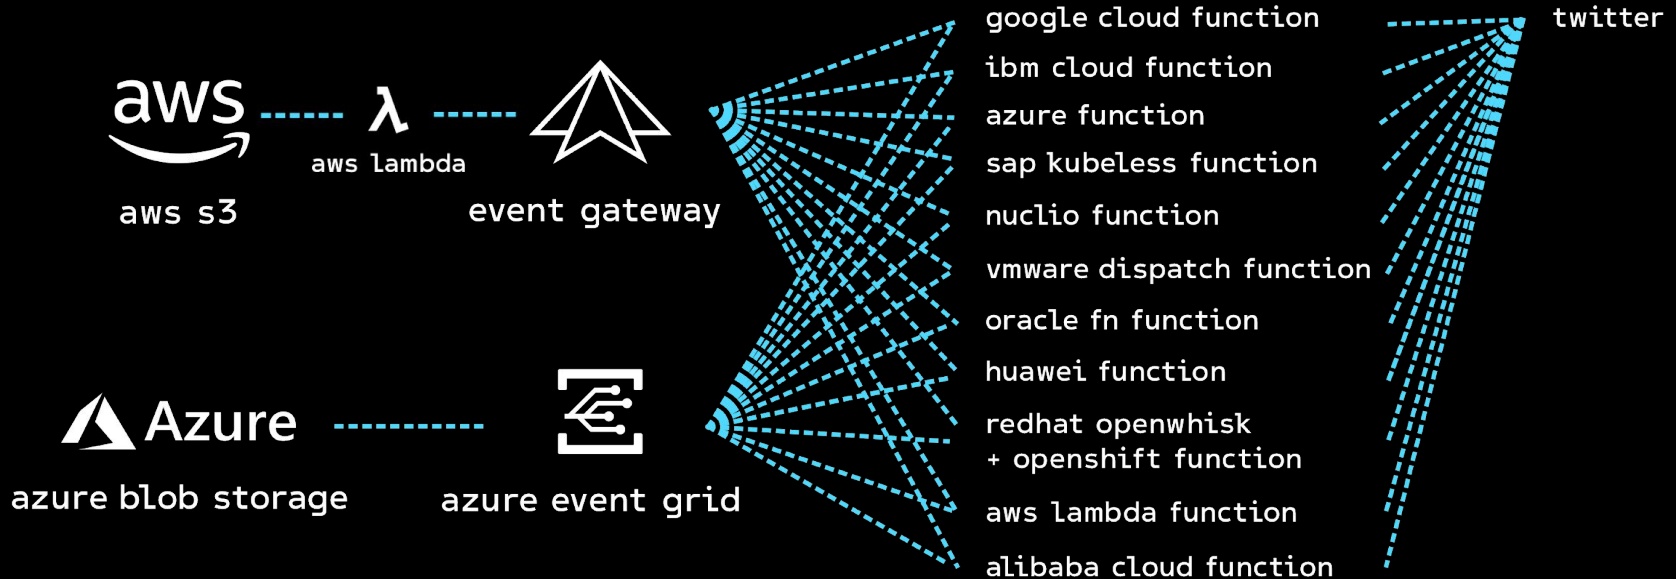 aws
aws lambda
aws s3
event gateway
Azure
azure blob storage
azure event grid
google cloud function
ibm cloud function
azure function
sap kubeless function
nuclio function
vmware dispatch function
oracle fn function
huawei function
redhat openwhisk
+ openshift function
aws lambda function
alibaba cloud function
twitter